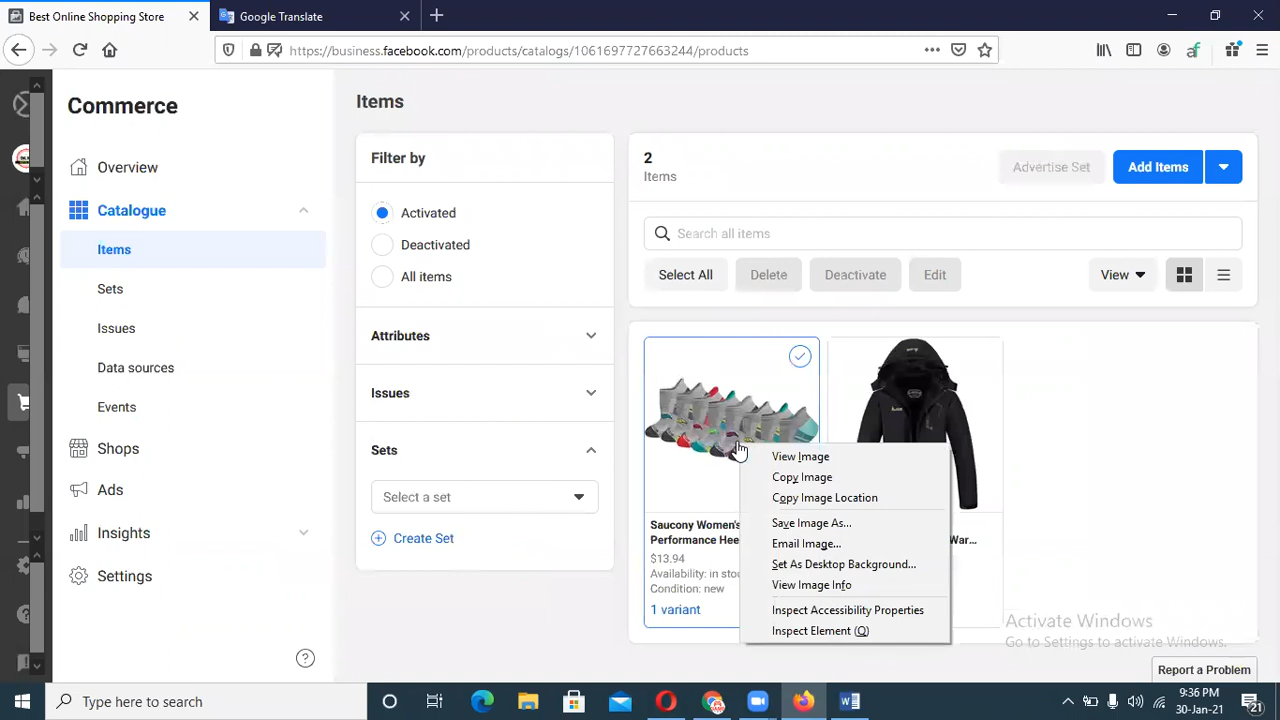 Best Online Shopping Store
Google Translate
https://business.facebook.com/products/catalogs/1061697727663244/products
Commerce
Overview
Catalogue
Items
Sets
Issues
Data sources
Events
Shops
Ads
Insights
Settings
Items
Filter by
Activated
Deactivated
All items
Attributes
Issues
Sets
Select a set
Create Set
2
Items
Advertise Set
Add Items
Search all items
Select All
Delete
Deactivate
Edit
View
Saucony Women's
Performance Hee
$13.94
Availability: in sto
Condition: new
1 variant
War...
View Image
Copy Image
Copy Image Location
Save Image As...
Email Image...
Set As Desktop Background...
View Image Info
Inspect Accessibility Properties
Inspect Element (Q)
Activate Windows
Go to Settings to activate Windows.
Report a Problem
Type here to search
9:36 PM
30-Jan-21
21